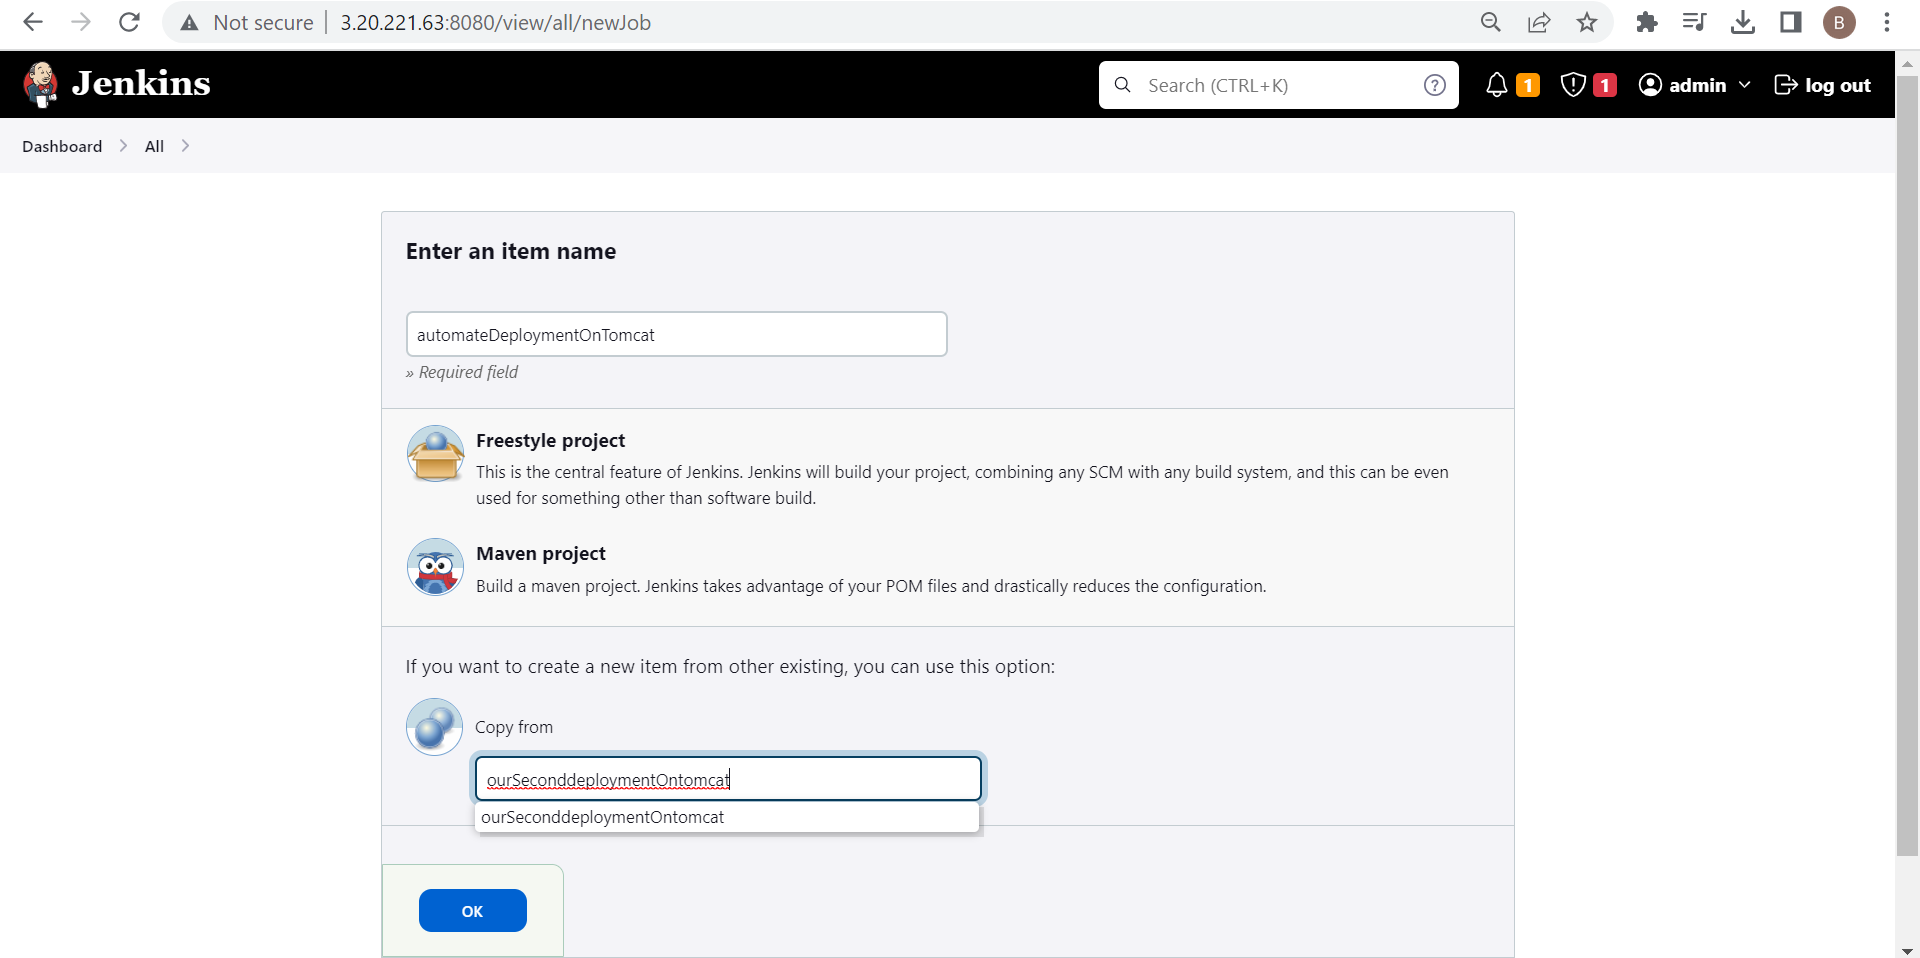 Not secure 3.20.221.63:8080/view/all/newJob
B
Jenkins
Search (CTRL+K)
1
1
admin
log out
Dashboard
All
Enter an item name
automateDeploymentOnTomcat
» Required field
Freestyle project
This is the central feature of Jenkins. Jenkins will build your project, combining any SCM with any build system, and this can be even
used for something other than software build.
Maven project
Build a maven project. Jenkins takes advantage of your POM files and drastically reduces the configuration.
If you want to create a new item from other existing, you can use this option:
Copy from
ourSeconddeploymentOntomcat
ourSeconddeploymentOntomcat
OK